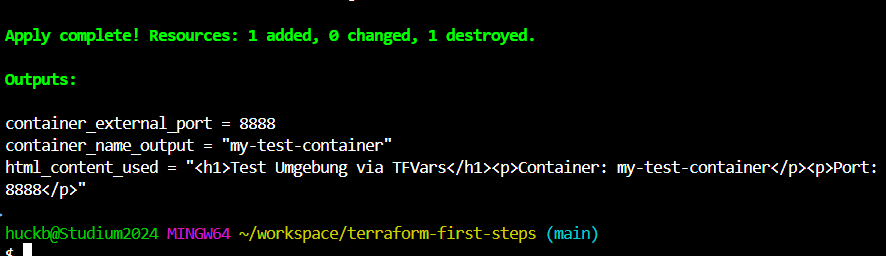 Apply complete! Resources: 1 added, 0 changed, 1 destroyed.
Outputs:
container_external_port = 8888
container_name_output = "my-test-container"
html_content_used = "<h1>Test Umgebung via TFVars</h1><p>Container: my-test-container</p><p>Port:
8888</p>"
huckb@Studium2024 MINGW64 ~/workspace/terraform-first-steps (main)
$